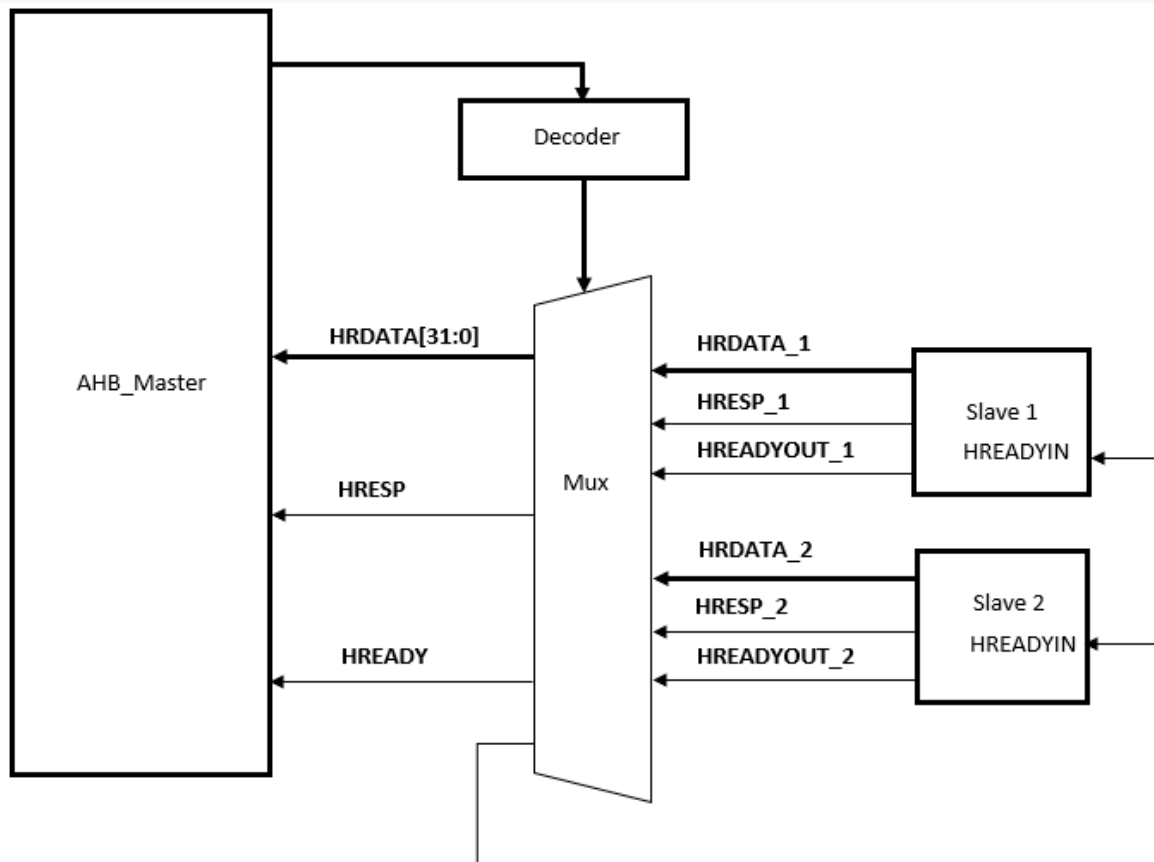 Decoder
HRDATA[31:0]
HRDATA_1
AHB_Master
HRESP_1
Slave 1
HREADYOUT_1
HREADYIN
Mux
HRESP
HRDATA_2
HRESP_2
Slave 2
HREADYIN
HREADY
HREADYOUT_2